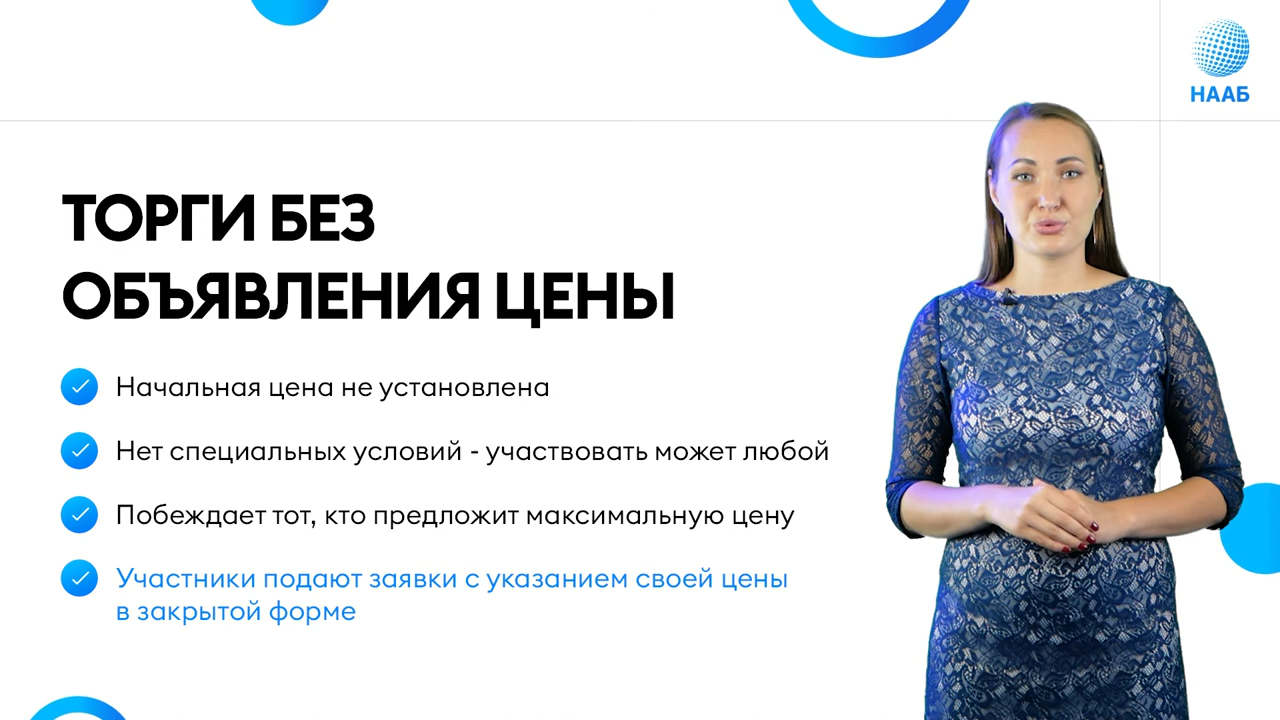 НААБ
ТОРГИ БЕЗ
ОБЪЯВЛЕНИЯ ЦЕНЫ
Начальная цена не установлена
Нет специальных условий - участвовать может любой
Побеждает тот, кто предложит максимальную цену
Участники подают заявки с указанием своей цены
в закрытой форме